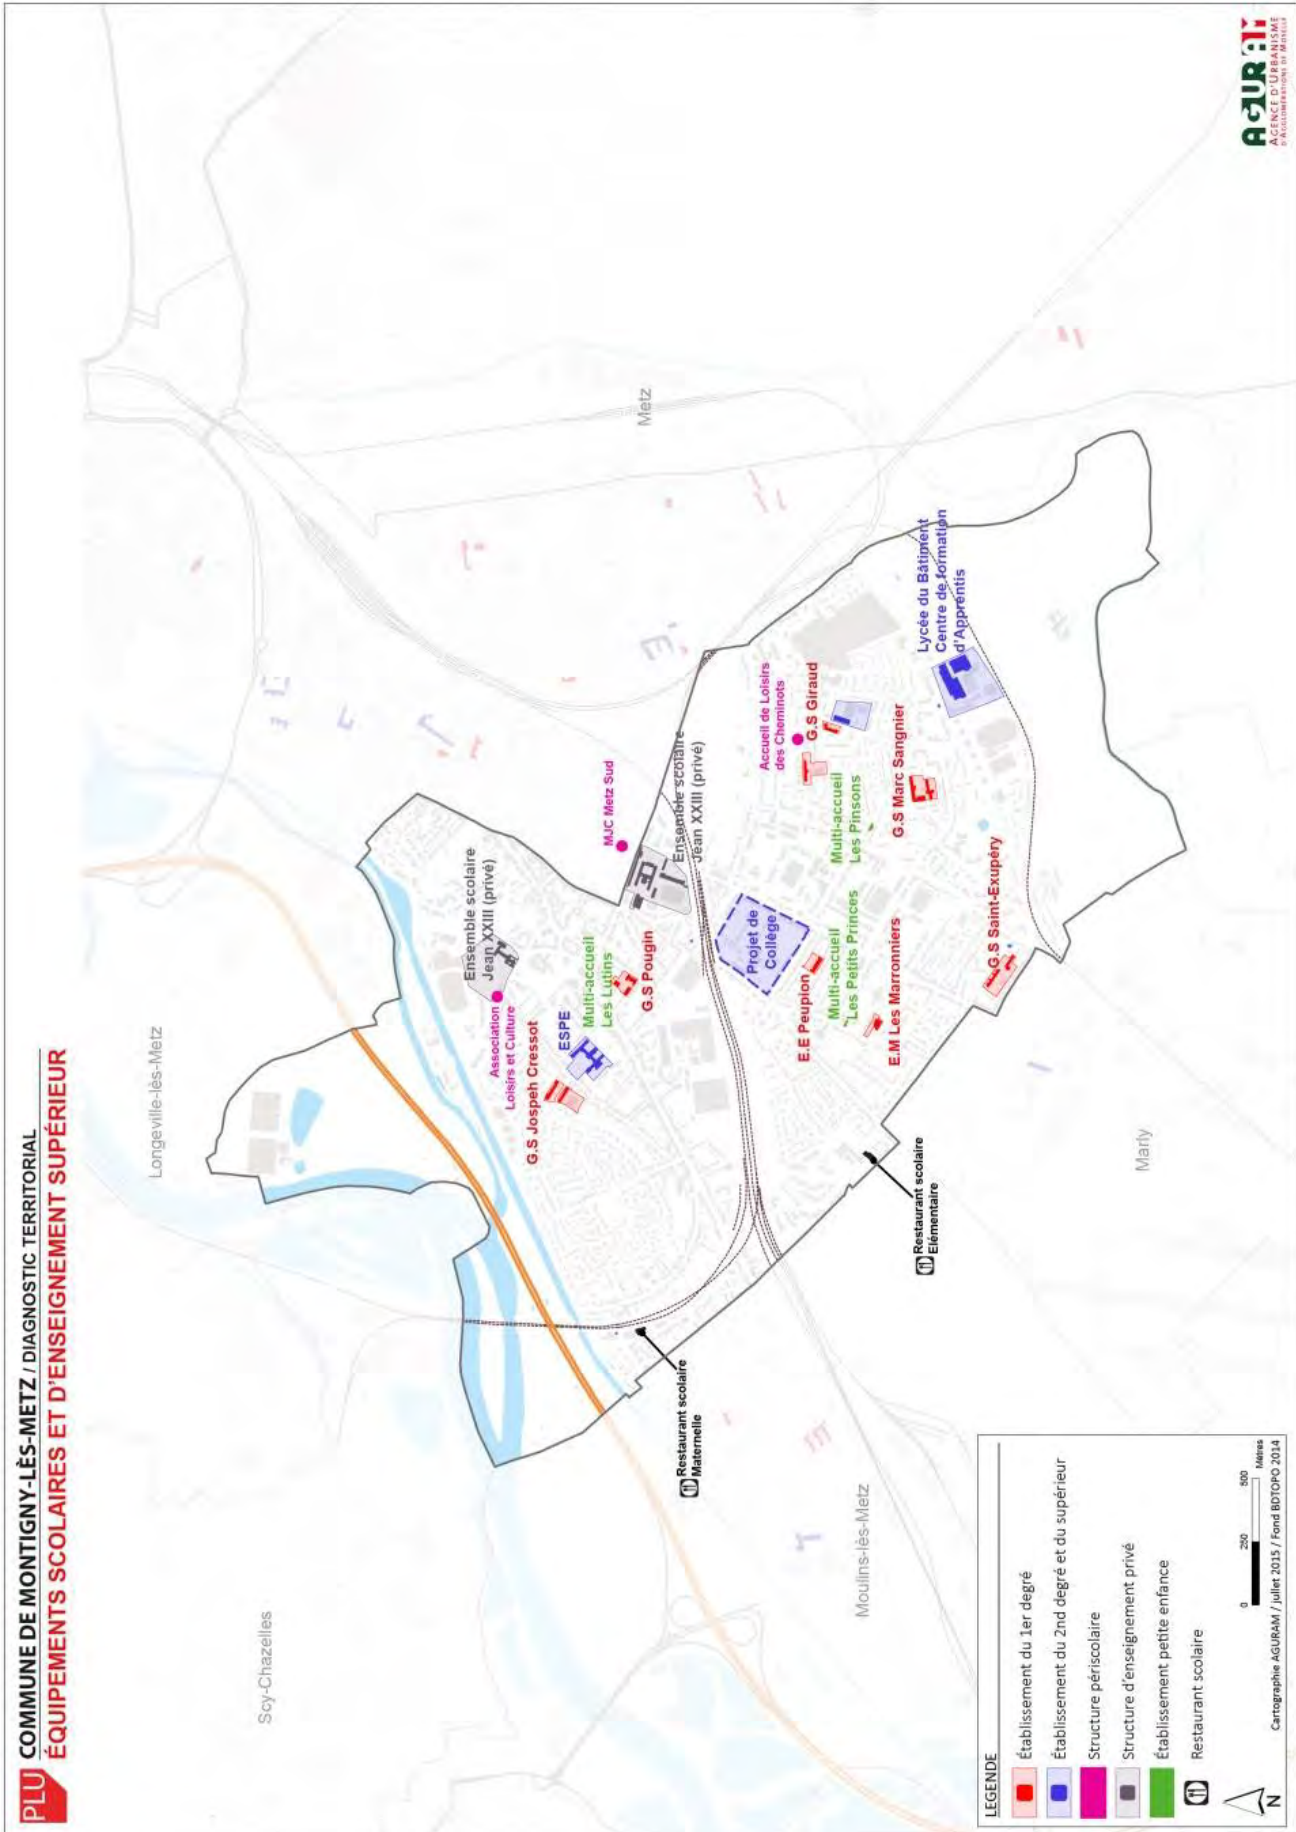 PLU COMMUNE DE MONTIGNY-LÈS-METZ / DIAGNOSTIC TERRITORIAL
ÉQUIPEMENTS SCOLAIRES ET D'ENSEIGNEMENT SUPÉRIEUR
Longeville-lès-Metz
Scy-Chazelles
Metz
Ensemble scolaire
Jean XXIII (privé)
Association
Loisirs et Culture
MJC Metz Sud
G.S Jospeh Cressot
ESPE
Multi-accueil
Les Lutins
G.S Pougin
Ensemble scolaire
Jean XXIII (privé)
Restaurant scolaire
Maternelle
Projet de
Collège
Accueil de Loisirs
des Cheminots
G.S Giraud
E.E Peupion
Multi-accueil
Les Petits Princes
Multi-accueil
Les Pinsons
E.M Les Marronniers
G.S Marc Sangnier
Lycée du Bâtiment
Centre de formation
d'Apprentis
G.S Saint-Exupéry
Restaurant scolaire
Elémentaire
Moulins-lès-Metz
Marly
LEGENDE
Établissement du 1er degré
Établissement du 2nd degré et du supérieur
Structure périscolaire
Structure d'enseignement privé
Établissement petite enfance
Restaurant scolaire
N
0 250 500
Mètres
Cartographie AGURAM / juillet 2015 / Fond BDTOPO 2014
AGURAM
AGENCE D'URBANISME
D'AGGLOMÉRATIONS DE MOSELLE